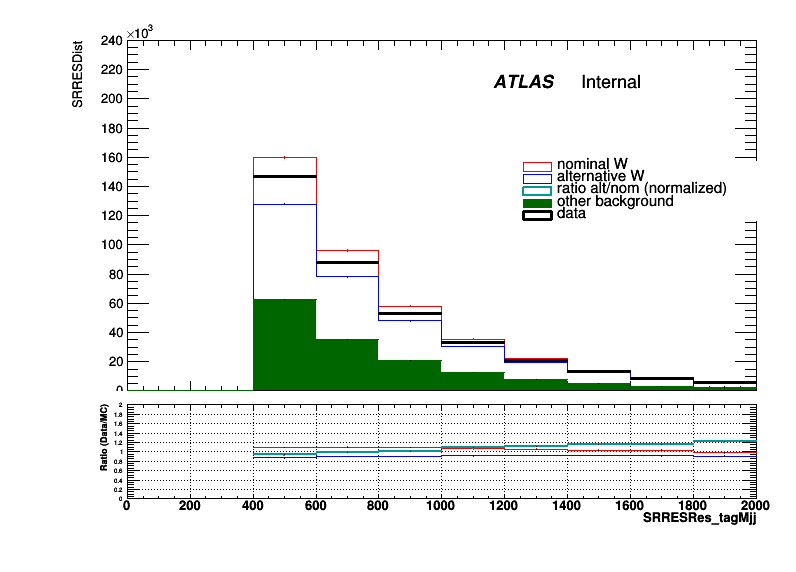 ×10³
240
220
200
180
160
140
120
100
80
60
40
20
0
SRRESDist
ATLAS Internal
nominal W
alternative W
ratio alt/nom (normalized)
other background
data
Ratio (Data/MC)
2
1.8
1.6
1.4
1.2
1
0.8
0.6
0.4
0.2
0
0 200 400 600 800 1000 1200 1400 1600 1800 2000
SRRESRes_tagMjj